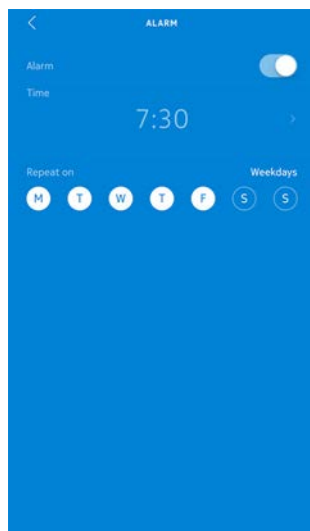 ALARM
Alarm
Time
7:30
Repeat on Weekdays
M T W T F S S